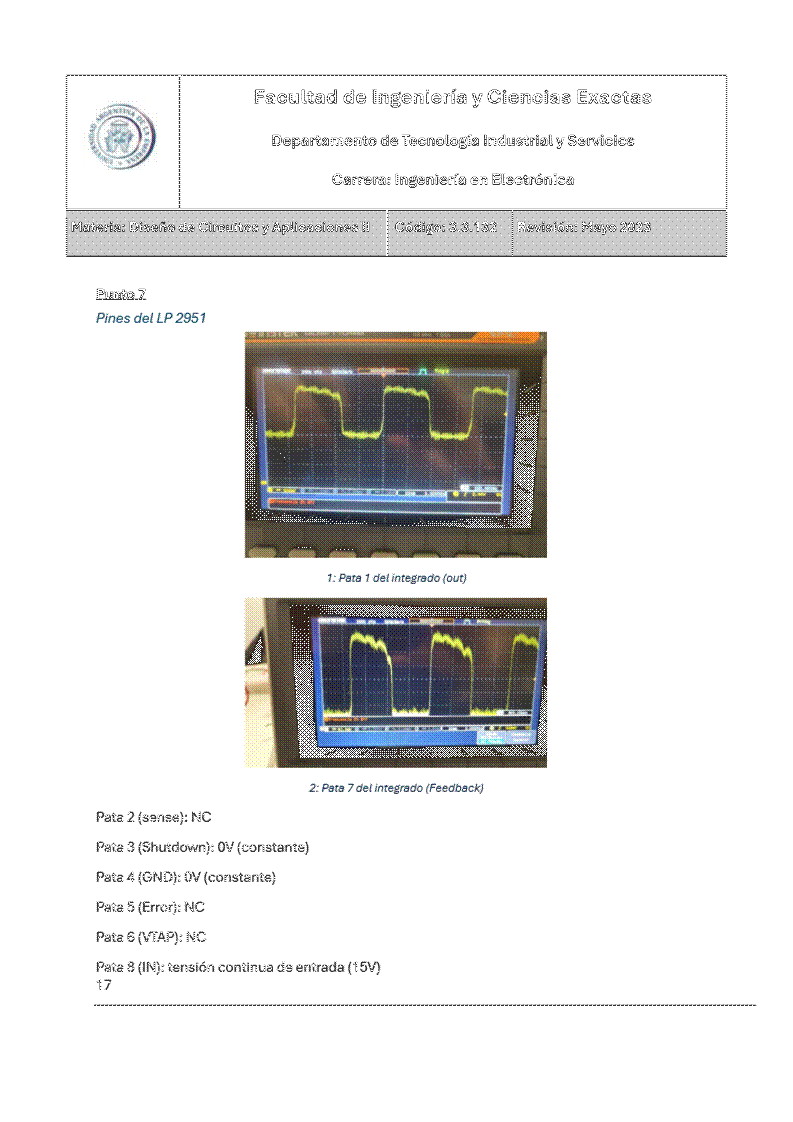 Facultad de Ingeniería y Ciencias Exactas
Departamento de Tecnología Industrial y Servicios
Carrera: Ingeniería en Electrónica
Materia: Diseño de Circuitos y Aplicaciones II
Código: 3.3.132
Revisión: Mayo 2023
Punto 7
Pines del LP 2951
1: Pata 1 del integrado (out)
2: Pata 7 del integrado (Feedback)
Pata 2 (sense): NC
Pata 3 (Shutdown): 0V (constante)
Pata 4 (GND): 0V (constante)
Pata 5 (Error): NC
Pata 6 (VTAP): NC
Pata 8 (IN): tensión continua de entrada (15V)
17